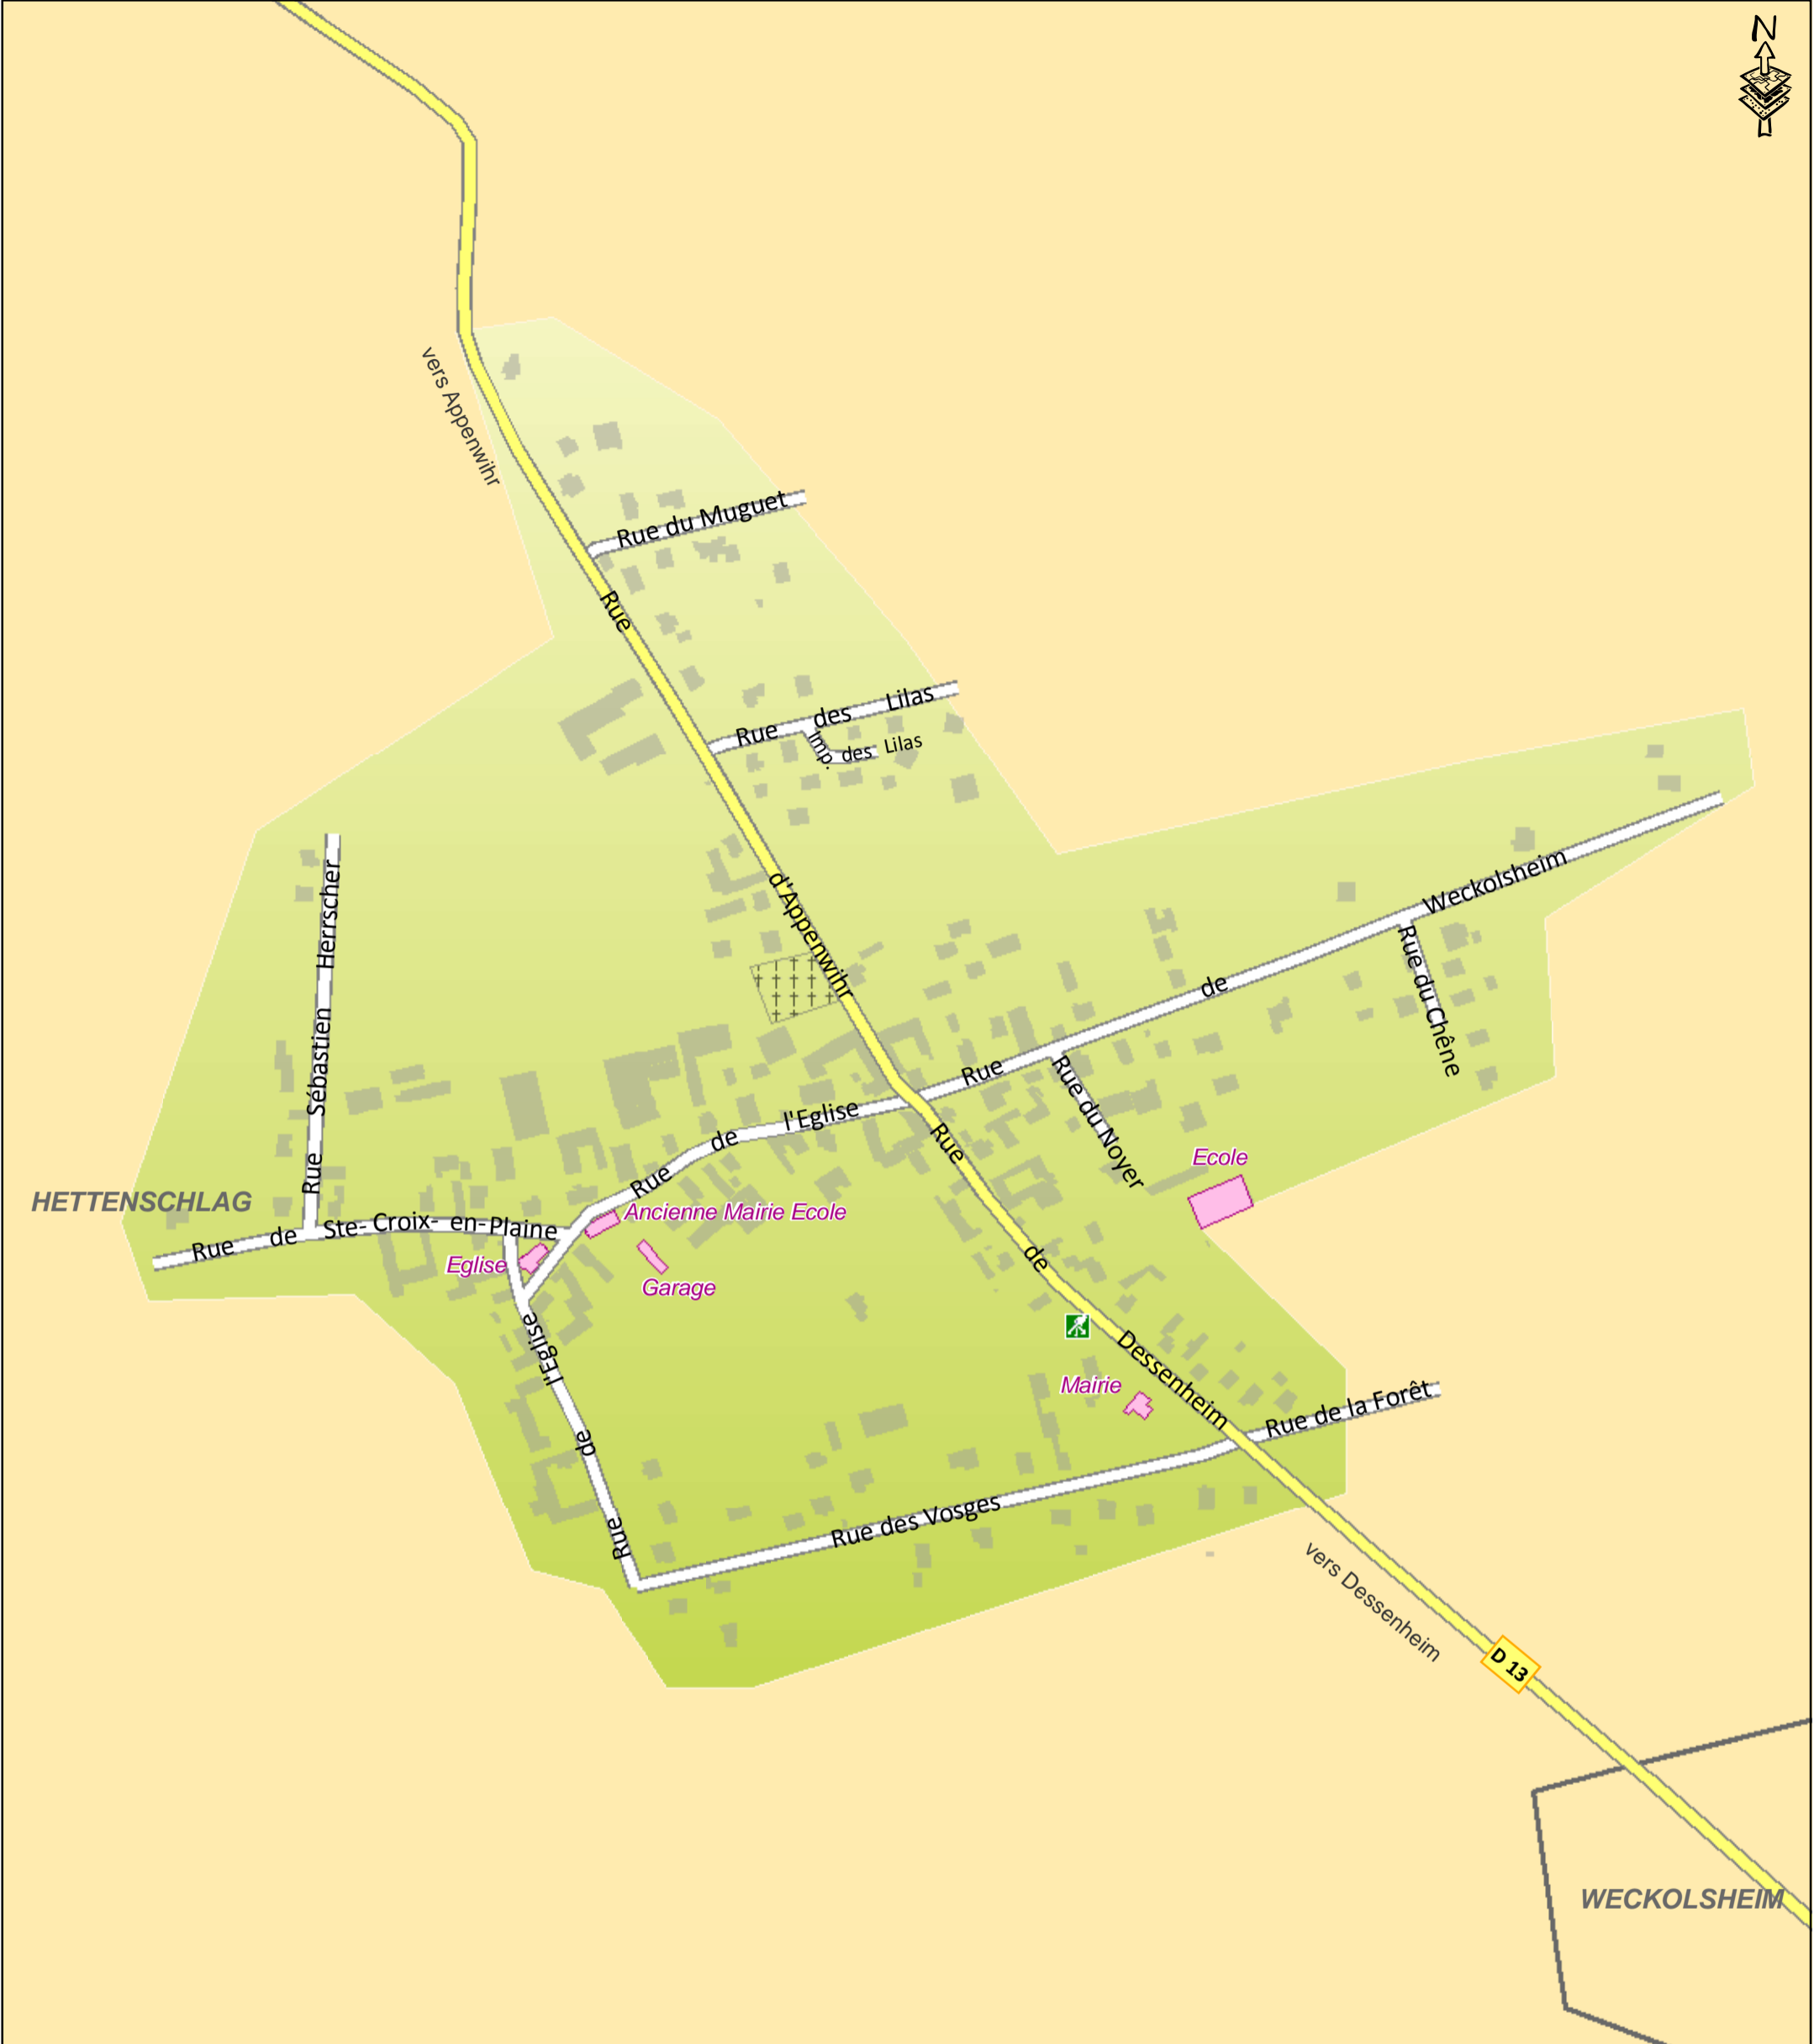 N
vers Appenwihr
Rue du Muguet
Rue d'Appenwihr
Rue des Lilas
Imp. des Lilas
Rue Sébastien Herrscher
Rue de Weckolsheim
Rue du Chêne
Rue du Noyer
Rue de l'Eglise
Ecole
HETTENSCHLAG
Rue de Ste-Croix-en-Plaine
Ancienne Mairie Ecole
Eglise
Garage
Rue de l'Eglise
Rue de Dessenheim
Mairie
Rue de la Forêt
Rue des Vosges
vers Dessenheim
D 13
WECKOLSHEIM